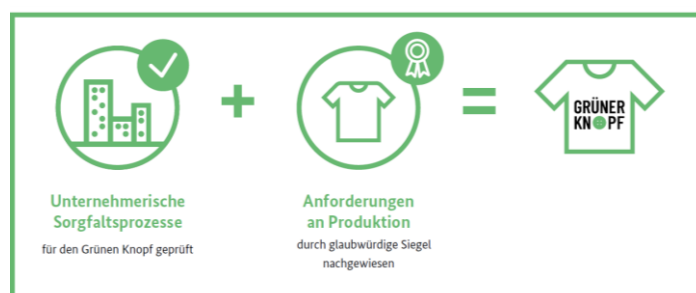 Unternehmerische
Sorgfaltsprozesse
für den Grünen Knopf geprüft
+
Anforderungen
an Produktion
durch glaubwürdige Siegel
nachgewiesen
=
GRÜNER
KNOPF